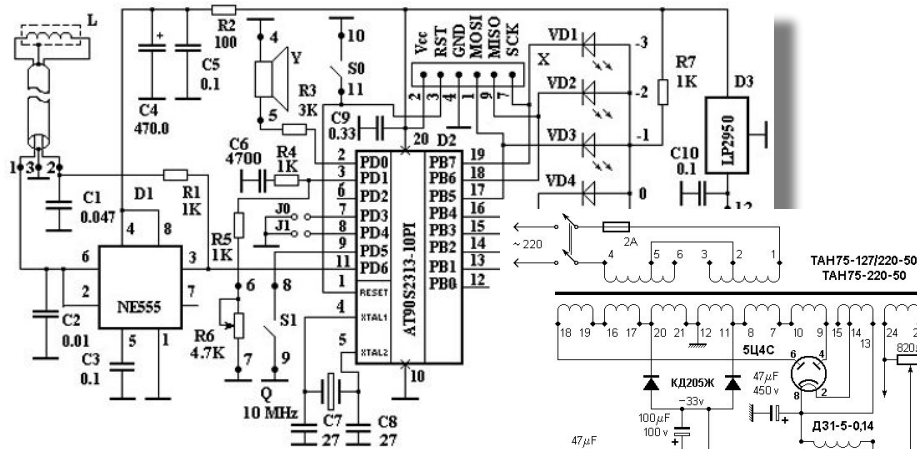 L
R2
100
4
Y
10
S0
11
Vcc
RST
GND
MOSI
MISO
SCK
X
VD1
-3
R7
1K
C5
0.1
C4
470.0
R3
3K
5
C9
0.33
2
3
4
1
9
7
VD2
-2
VD3
-1
D3
LP2950
20
D2
C6
4700
R4
1K
C10
0.1
12
1
3
2
C1
0.047
R1
1K
D1
4
8
2
PD0
3
PD1
6
PD2
7
PD3
8
PD4
9
PD5
11
PD6
1
RESET
4
XTAL1
5
XTAL2
AT90S2313-10PI
PB7
19
PB6
18
PB5
17
PB4
16
PB3
15
PB2
14
PB1
13
PB0
12
10
VD4
0
J0
J1
R5
1K
6
3
2
7
NE555
5
1
C2
0.01
C3
0.1
6
8
R6
4.7K
S1
7
9
Q
10 MHz
C7
27
C8
27
~ 220
2A
4
5
6
3
2
1
ТАН75-127/220-50
ТАН75-220-50
18
19
16
17
20
21
12
11
8
7
10
9
15
14
13
24
5Ц4С
6
4
8
2
820
КД205Ж
−33v
47µF
450v
100µF
100v
47µF
ДЗ1-5-0,14